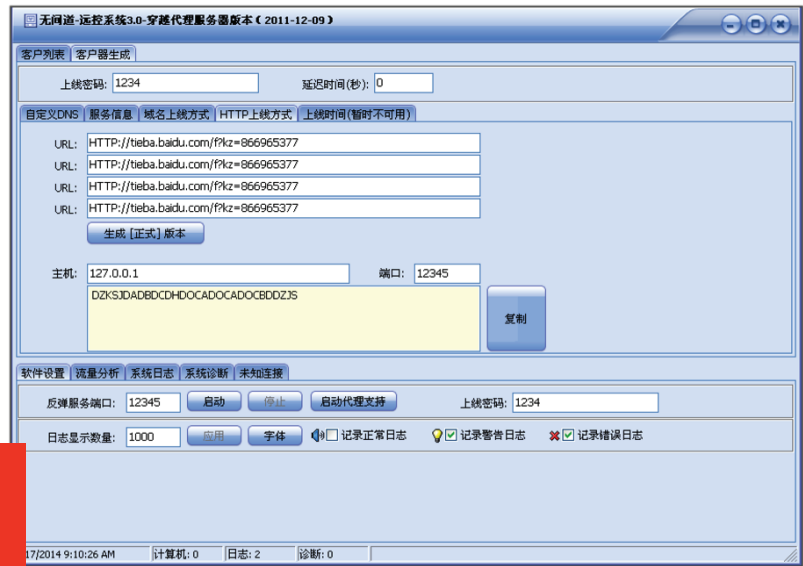 无间道-远控系统3.0-穿越代理服务器版本(2011-12-09)
客户列表 客户器生成
上线密码: 1234 延迟时间(秒): 0
自定义DNS 服务信息 域名上线方式 HTTP上线方式 上线时间(暂时不可用)
URL: HTTP://tieba.baidu.com/f?kz=866965377
URL: HTTP://tieba.baidu.com/f?kz=866965377
URL: HTTP://tieba.baidu.com/f?kz=866965377
URL: HTTP://tieba.baidu.com/f?kz=866965377
生成 [正式] 版本
主机: 127.0.0.1 端口: 12345
DZKSJDADBDCDHDOCADOCADOCBDDZJS
复制
软件设置 流量分析 系统日志 系统诊断 未知连接
反弹服务端口: 12345 启动 停止 启动代理支持 上线密码: 1234
日志显示数量: 1000 应用 字体 记录正常日志 记录警告日志 记录错误日志
17/2014 9:10:26 AM 计算机: 0 日志: 2 诊断: 0